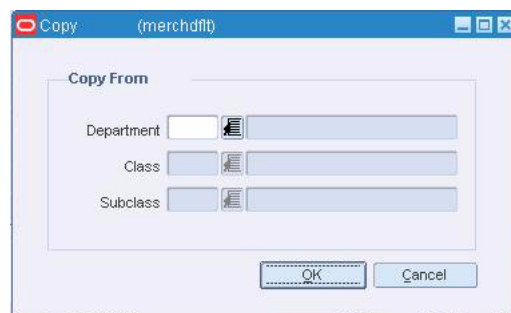 Copy (merchdflt)
Copy From
Department
Class
Subclass
OK
Cancel